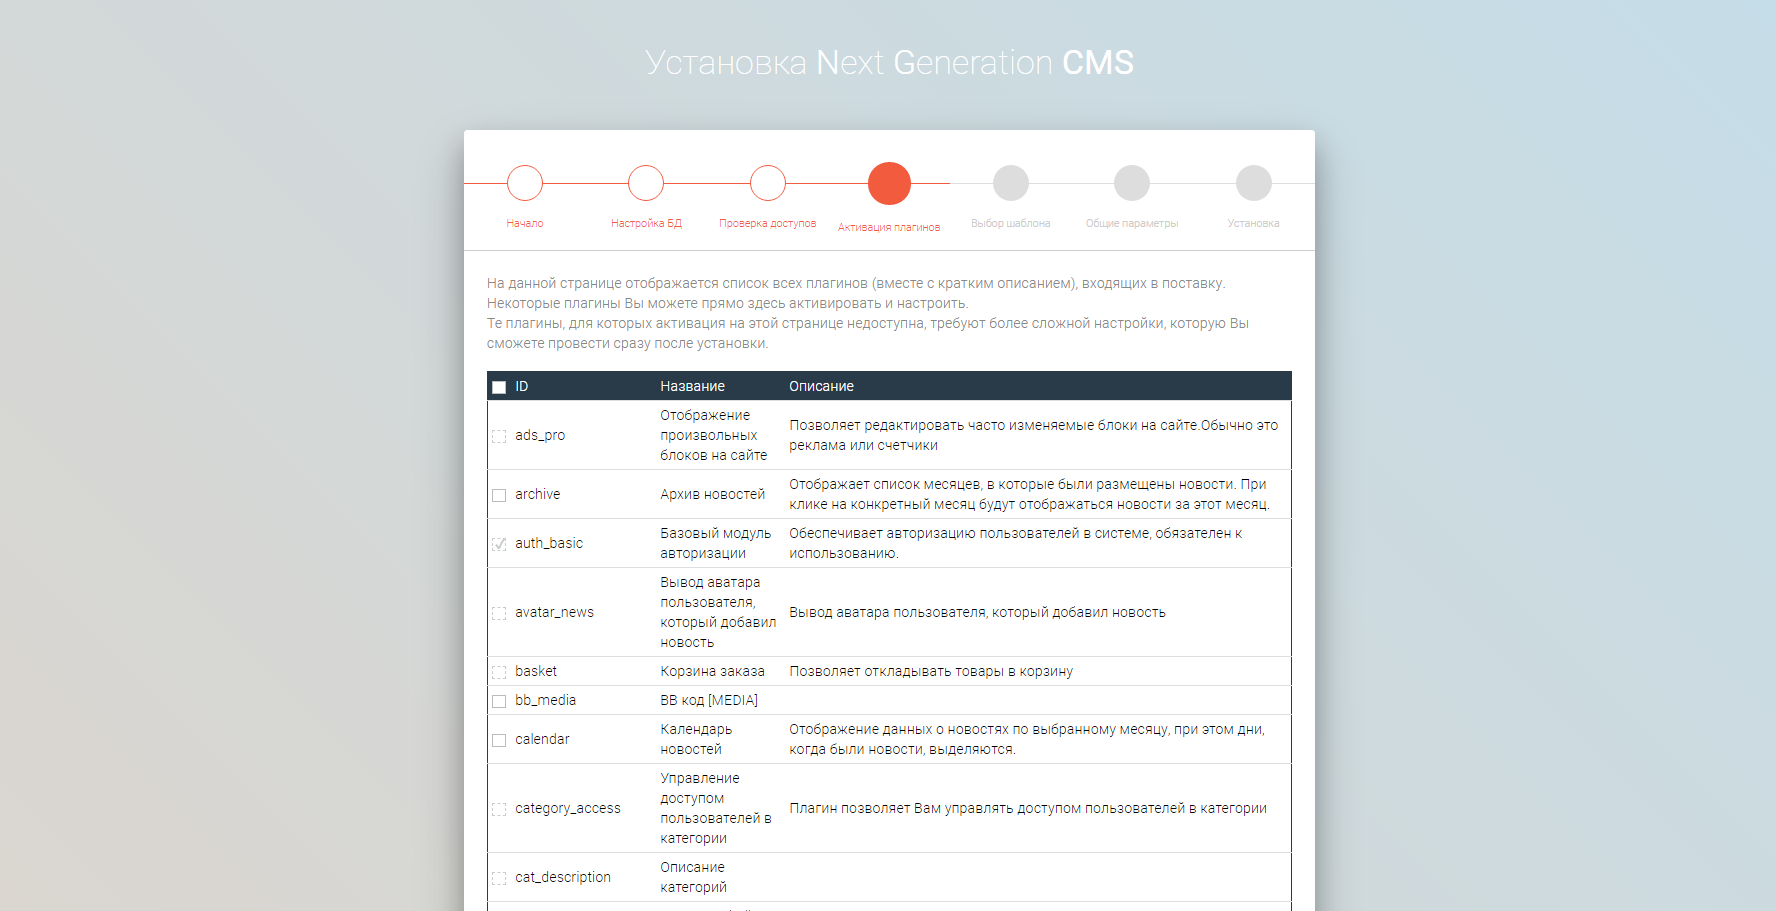 Установка Next Generation CMS
Начало
Настройка БД
Проверка доступов
Активация плагинов
Выбор шаблона
Общие параметры
Установка
На данной странице отображается список всех плагинов (вместе с кратким описанием), входящих в поставку.
Некоторые плагины Вы можете прямо здесь активировать и настроить.
Те плагины, для которых активация на этой странице недоступна, требуют более сложной настройки, которую Вы
сможете провести сразу после установки.
ID Название Описание
ads_pro
Отображение
произвольных
блоков на сайте
Позволяет редактировать часто изменяемые блоки на сайте.Обычно это
реклама или счетчики
archive
Архив новостей
Отображает список месяцев, в которые были размещены новости. При
клике на конкретный месяц будут отображаться новости за этот месяц.
auth_basic
Базовый модуль
авторизации
Обеспечивает авторизацию пользователей в системе, обязателен к
использованию.
avatar_news
Вывод аватара
пользователя,
который добавил
новость
Вывод аватара пользователя, который добавил новость
basket
Корзина заказа
Позволяет откладывать товары в корзину
bb_media
BB код [MEDIA]
calendar
Календарь
новостей
Отображение данных о новостях по выбранному месяцу, при этом дни,
когда были новости, выделяются.
category_access
Управление
доступом
пользователей в
категории
Плагин позволяет Вам управлять доступом пользователей в категории
cat_description
Описание
категорий